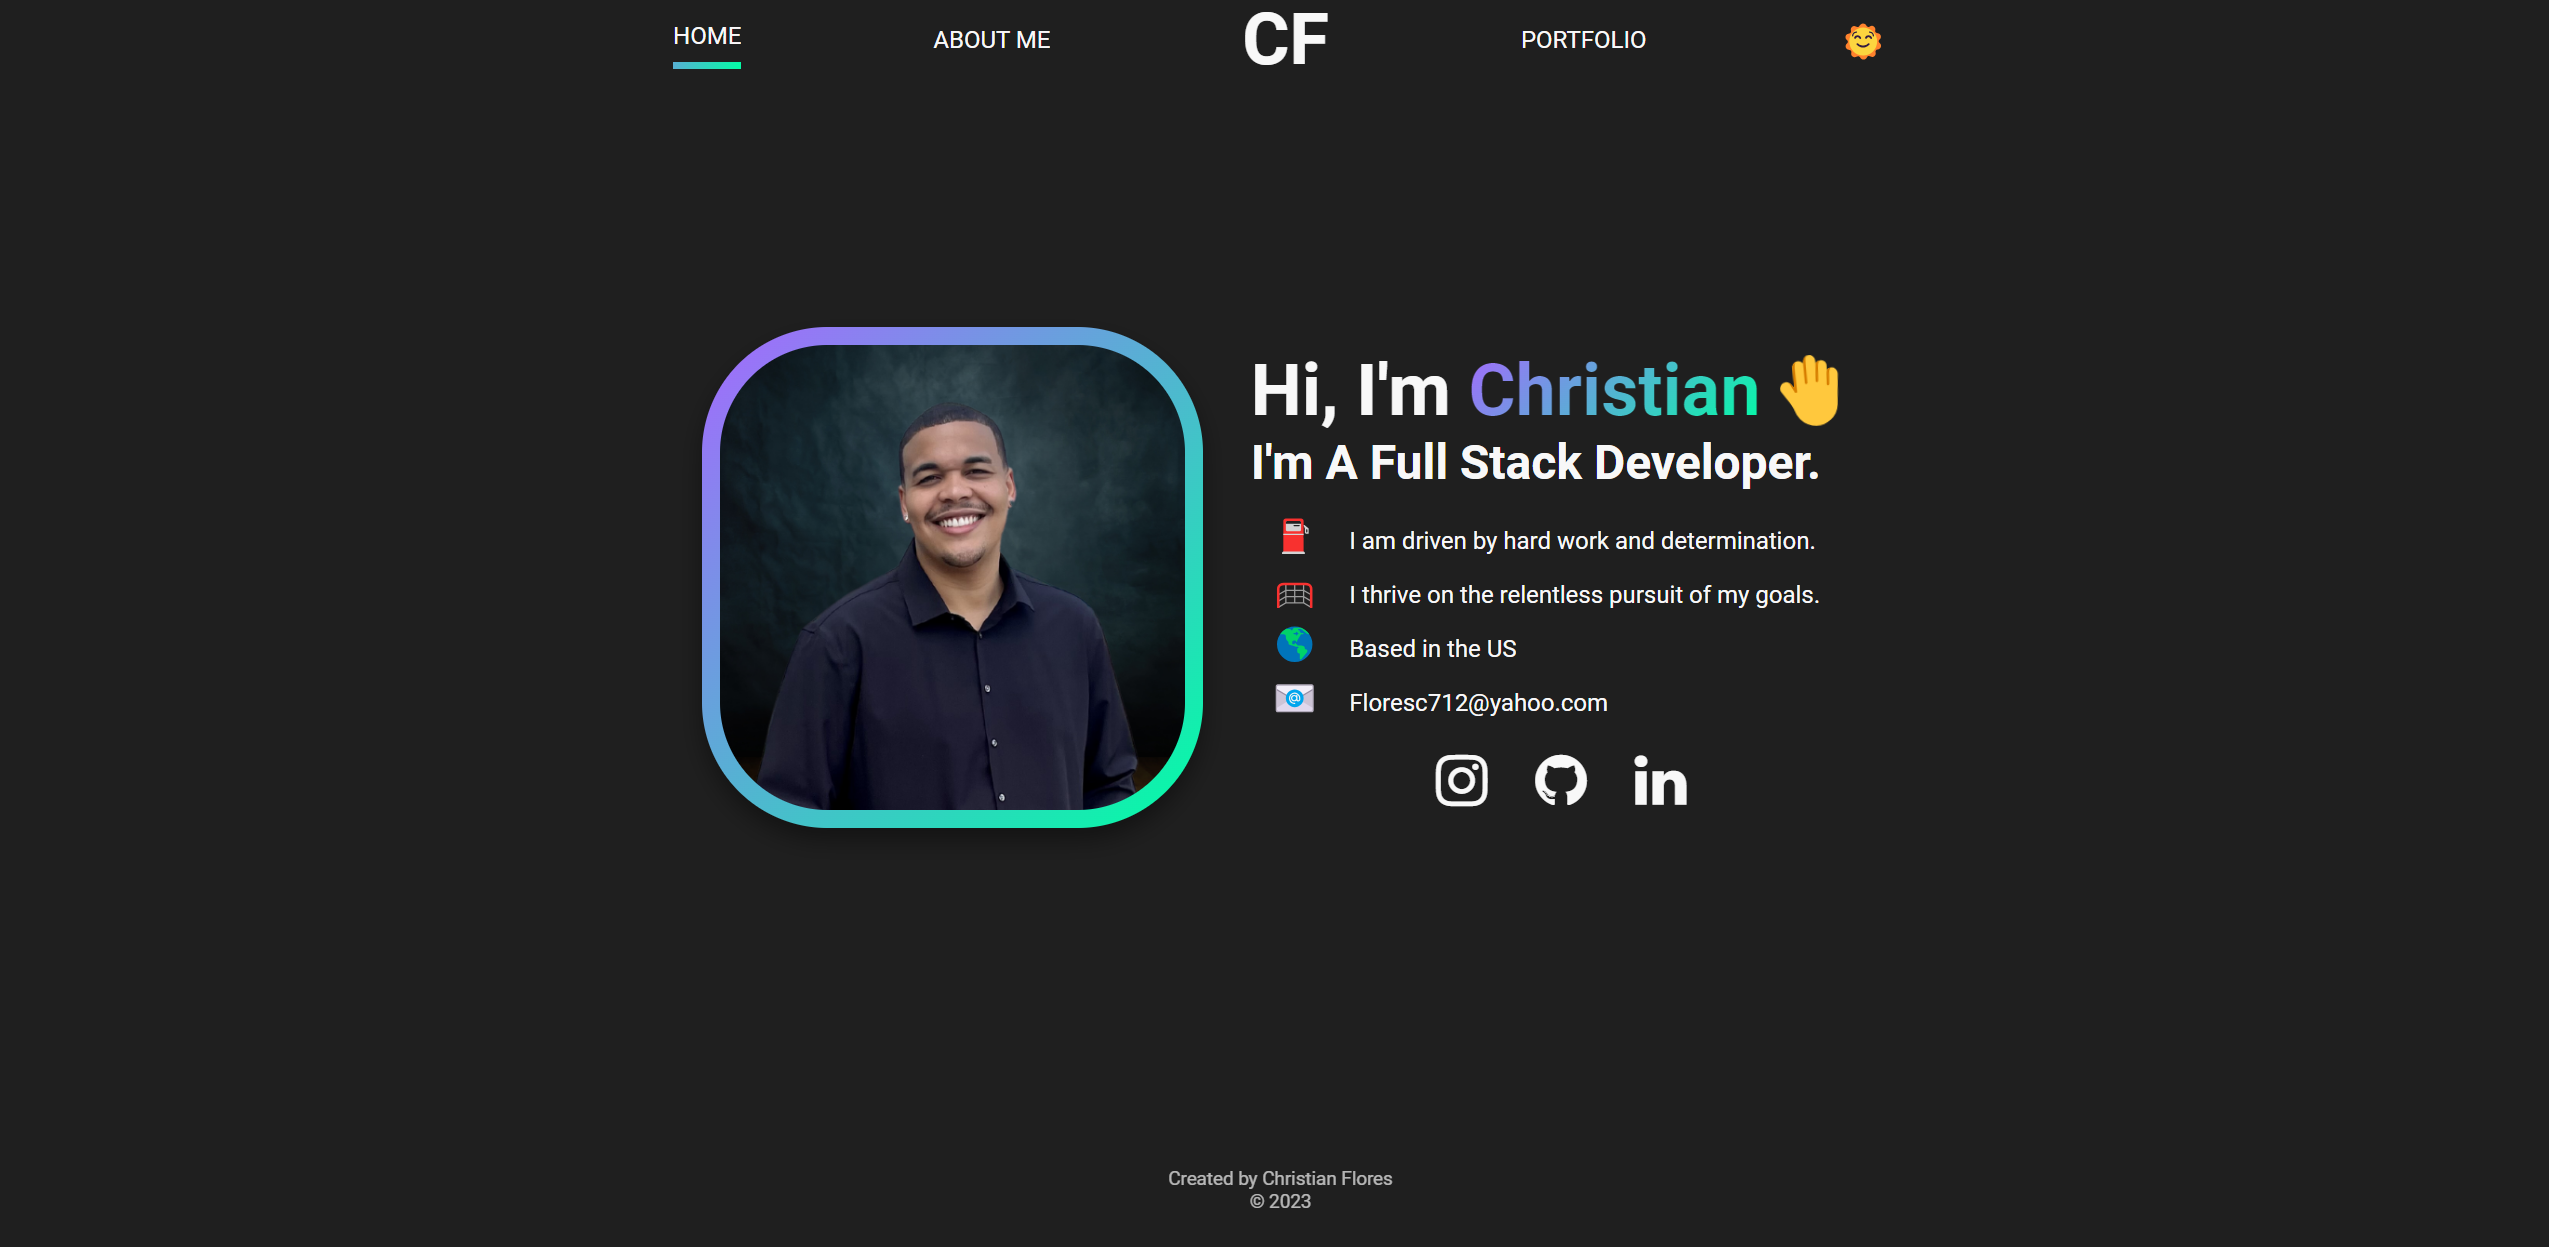 HOME
ABOUT ME
CF
PORTFOLIO
Hi, I'm Christian
I'm A Full Stack Developer.
I am driven by hard work and determination.
I thrive on the relentless pursuit of my goals.
Based in the US
Floresc712@yahoo.com
Created by Christian Flores
© 2023